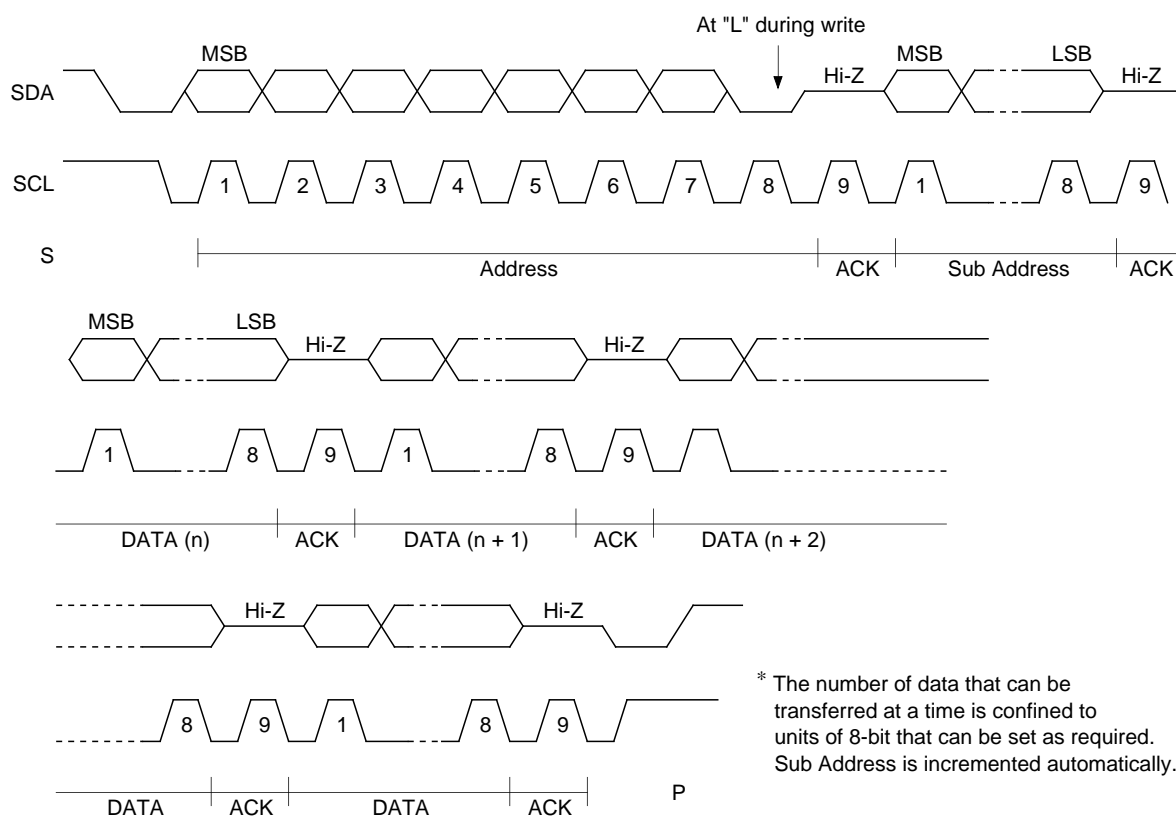 At "L" during write
MSB MSB LSB
Hi-Z Hi-Z
SDA
SCL 1 2 3 4 5 6 7 8 9 1 8 9
S
Address ACK Sub Address ACK
MSB LSB
Hi-Z Hi-Z
1 8 9 1 8 9
DATA (n) ACK DATA (n + 1) ACK DATA (n + 2)
Hi-Z Hi-Z
8 9 1 8 9
* The number of data that can be
transferred at a time is confined to
units of 8-bit that can be set as required.
Sub Address is incremented automatically.
P
DATA ACK DATA ACK